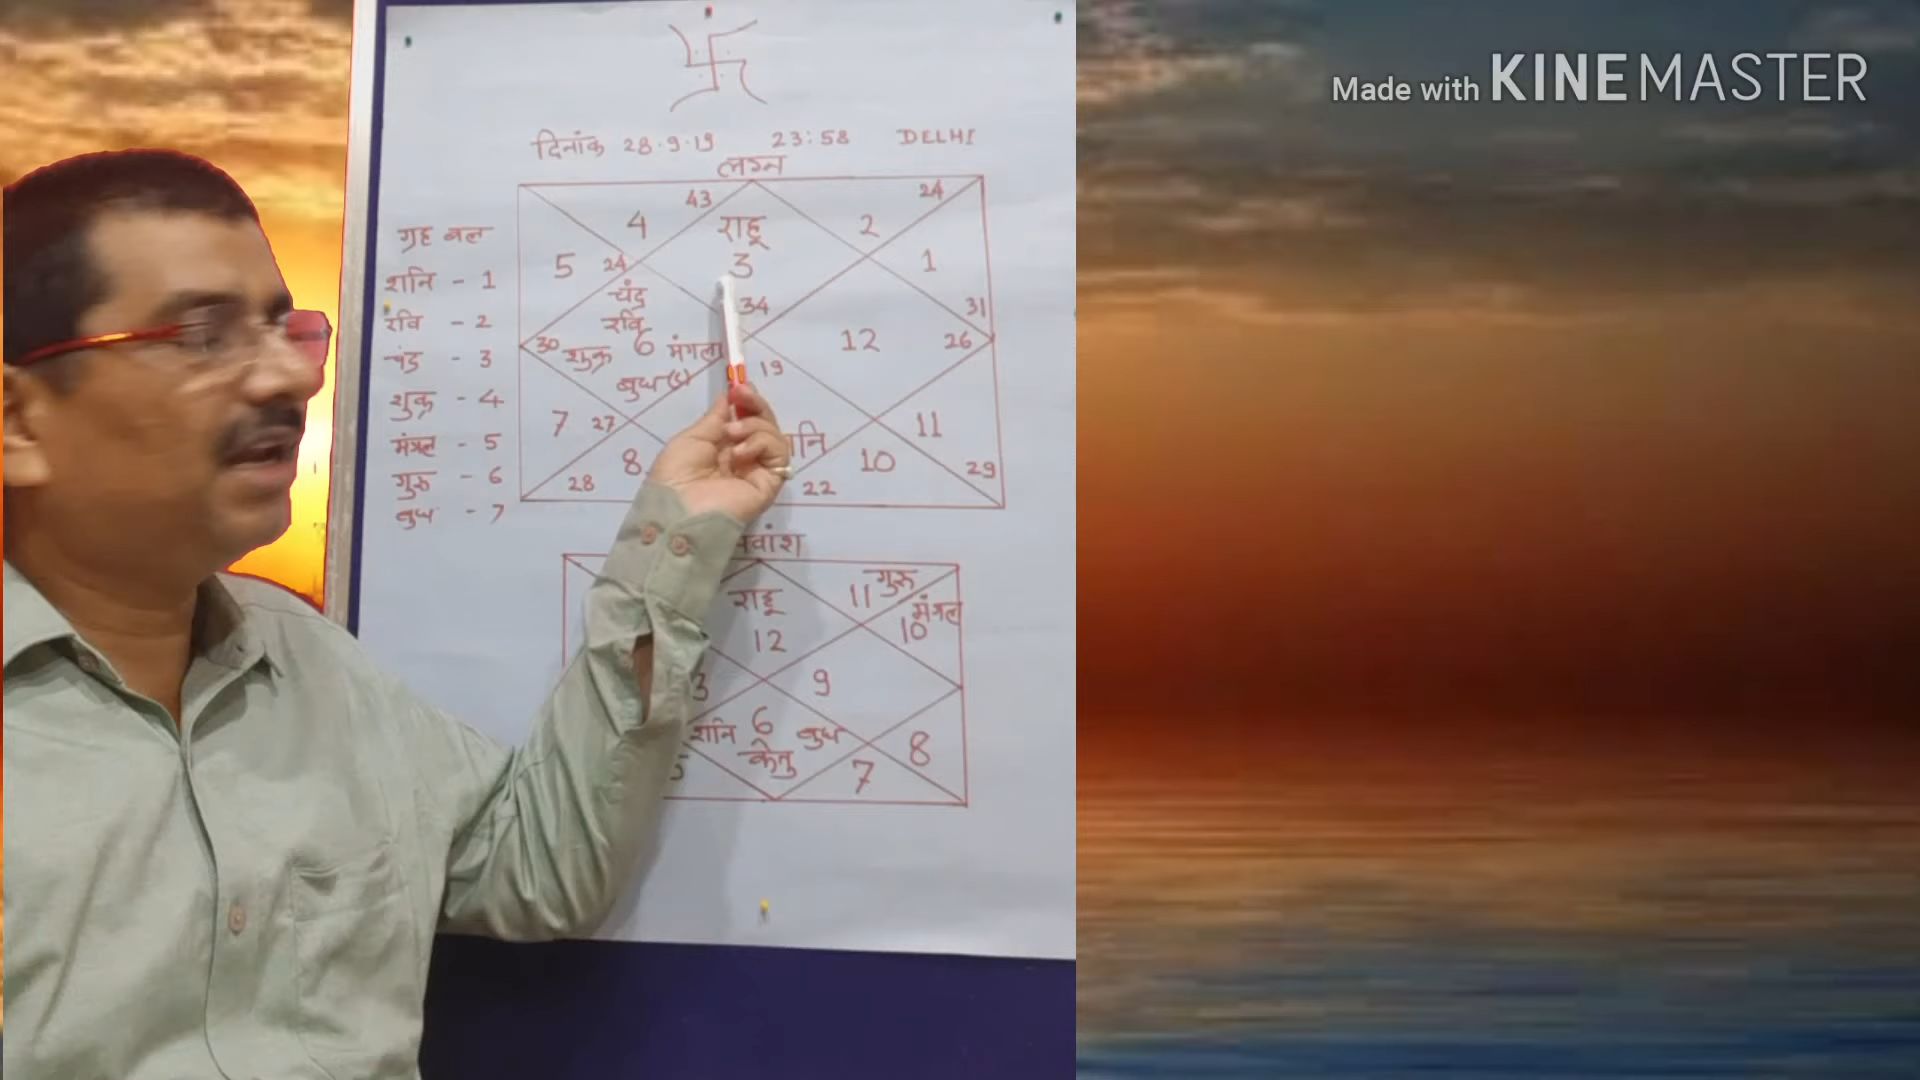 दिनांक 28.9.19 23:58 DELHI
लग्न
ग्रह बल
शनि - 1
रवि - 2
चंद्र - 3
शुक्र - 4
मंगल - 5
गुरु - 6
बुध - 7
43 24
4 राहू 2
5 24 3 1
चंद्र 34 31
रवि
30 शुक्र 6 मंगल 12 26
बुध 19
7 27 11
8 10 29
28 22
राहू 11 गुरु
मंगल
12 10
3 9
शनि 6 बुध 8
केतु 7
Made with KINEMASTER